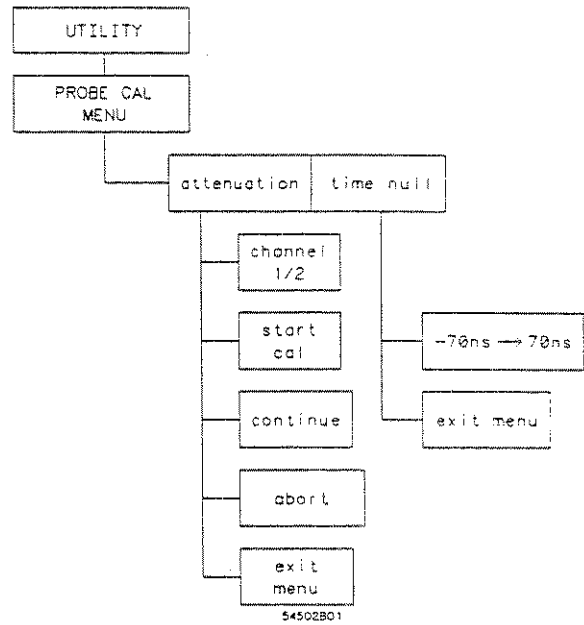 UTILITY
PROBE CAL
MENU
attenuation
time null
channel
1/2
start
cal
-70ns → 70ns
continue
exit menu
abort
exit
menu
54502B01